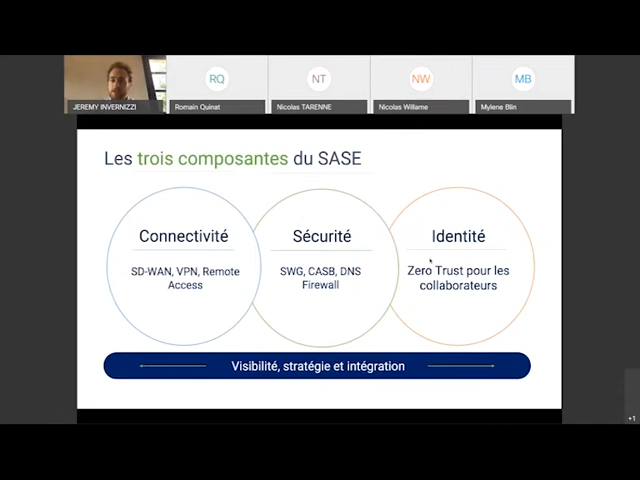 RQ
NT
NW
MB
JEREMY INVERNIZZI
Romain Quinat
Nicolas TARENNE
Nicolas Willame
Mylene Blin
Les trois composantes du SASE
Connectivité
SD-WAN, VPN, Remote
Access
Sécurité
SWG, CASB, DNS
Firewall
Identité
Zero Trust pour les
collaborateurs
Visibilité, stratégie et intégration
+1